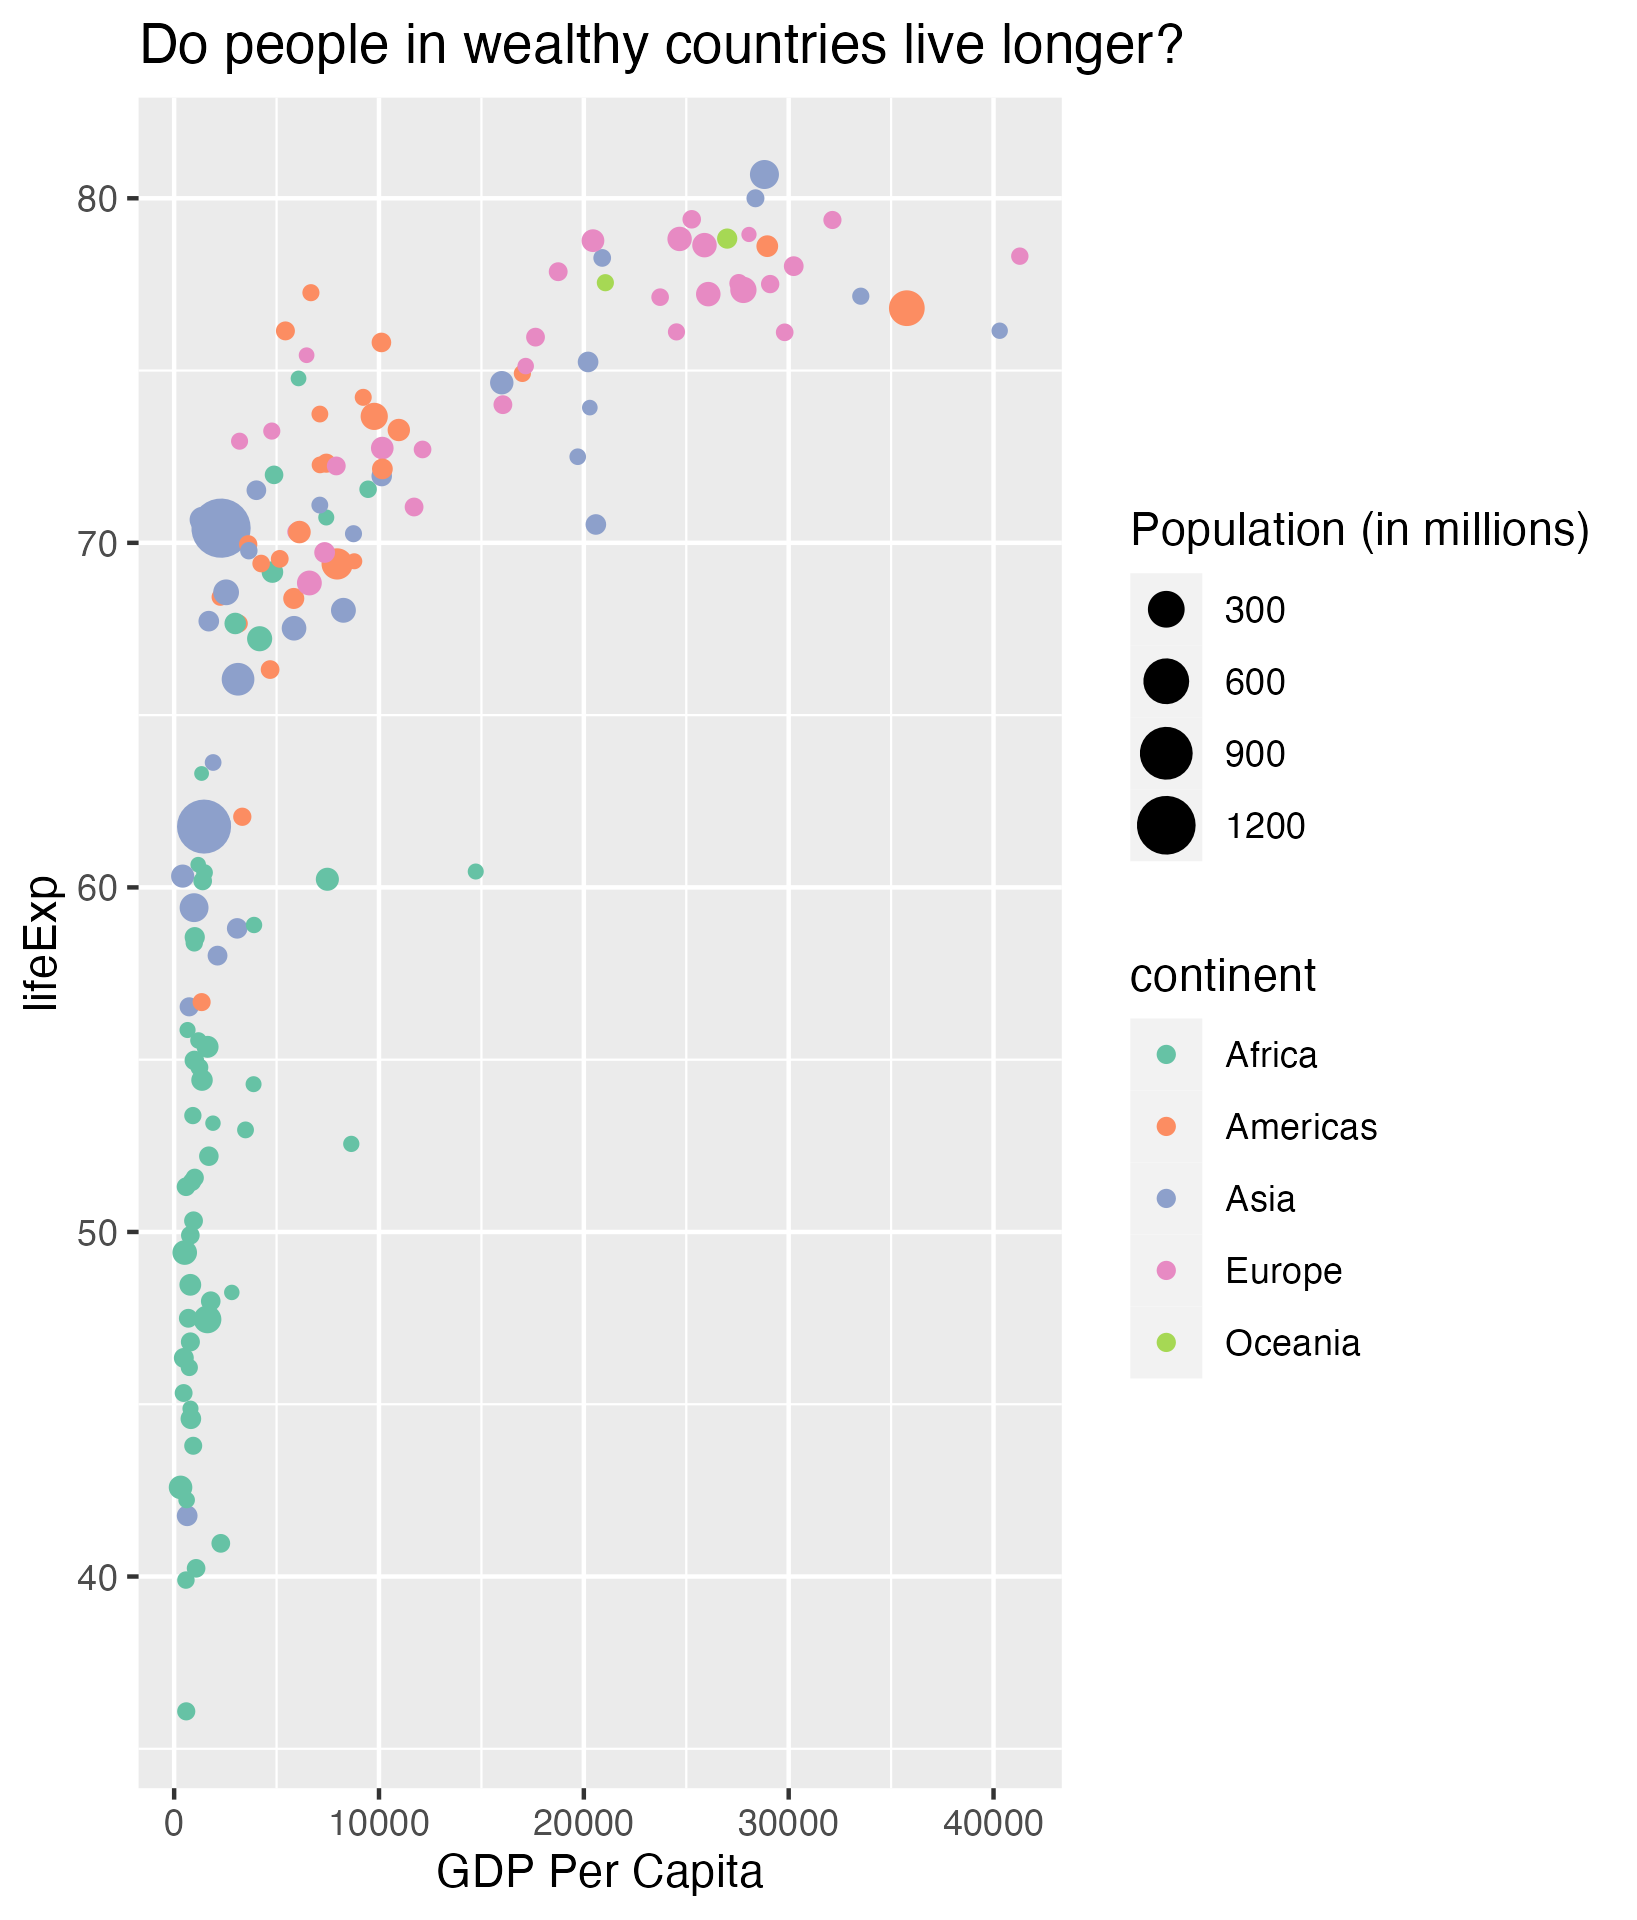 Do people in wealthy countries live longer?
80
70
60
50
40
lifeExp
0 10000 20000 30000 40000
GDP Per Capita
Population (in millions)
300
600
900
1200
continent
Africa
Americas
Asia
Europe
Oceania